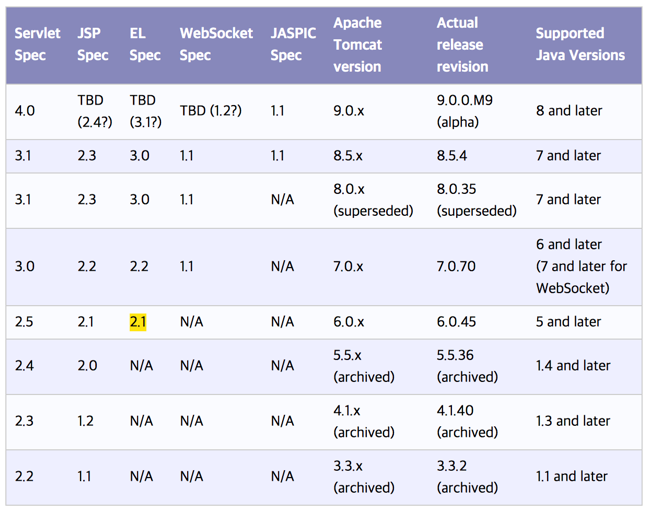 Servlet Spec | JSP Spec | EL Spec | WebSocket Spec | JASPIC Spec | Apache Tomcat version | Actual release revision | Supported Java Versions
4.0 | TBD (2.4?) | TBD (3.1?) | TBD (1.2?) | 1.1 | 9.0.x | 9.0.0.M9 (alpha) | 8 and later
3.1 | 2.3 | 3.0 | 1.1 | 1.1 | 8.5.x | 8.5.4 | 7 and later
3.1 | 2.3 | 3.0 | 1.1 | N/A | 8.0.x (superseded) | 8.0.35 (superseded) | 7 and later
3.0 | 2.2 | 2.2 | 1.1 | N/A | 7.0.x | 7.0.70 | 6 and later (7 and later for WebSocket)
2.5 | 2.1 | 2.1 | N/A | N/A | 6.0.x | 6.0.45 | 5 and later
2.4 | 2.0 | N/A | N/A | N/A | 5.5.x (archived) | 5.5.36 (archived) | 1.4 and later
2.3 | 1.2 | N/A | N/A | N/A | 4.1.x (archived) | 4.1.40 (archived) | 1.3 and later
2.2 | 1.1 | N/A | N/A | N/A | 3.3.x (archived) | 3.3.2 (archived) | 1.1 and later